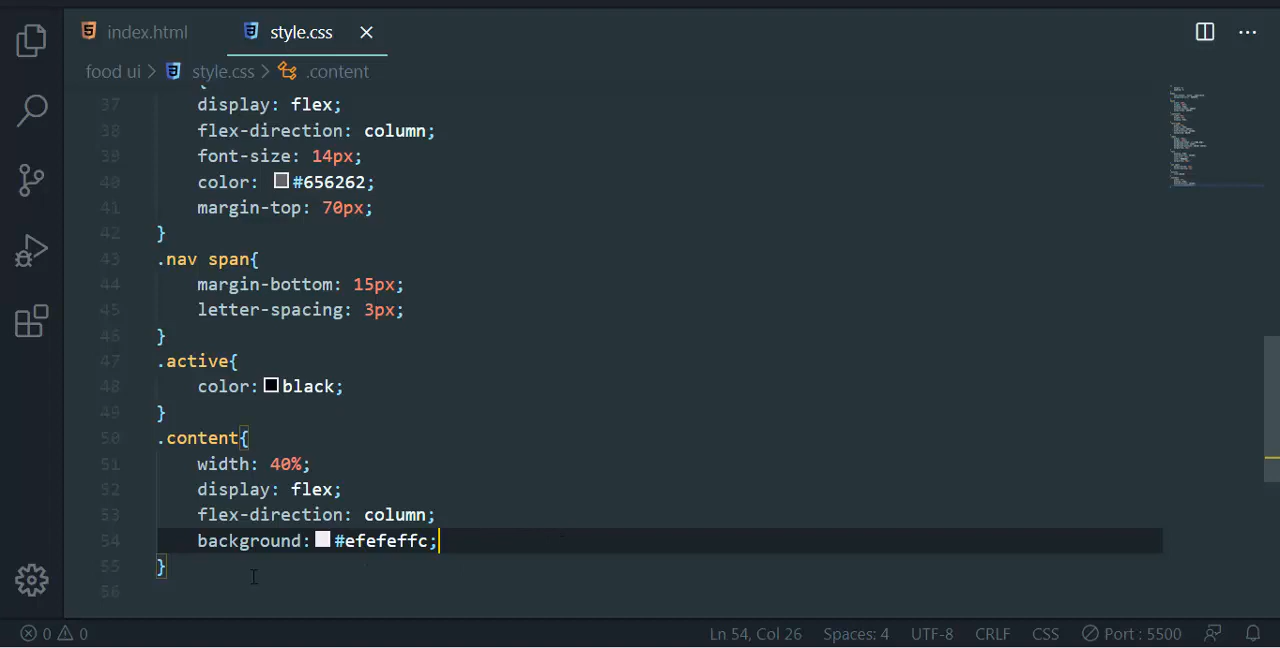 index.html style.css
food ui > style.css > .content
{
37 display: flex;
38 flex-direction: column;
39 font-size: 14px;
40 color: #656262;
41 margin-top: 70px;
42 }
43 .nav span{
44 margin-bottom: 15px;
45 letter-spacing: 3px;
46 }
47 .active{
48 color:black;
49 }
50 .content{
51 width: 40%;
52 display: flex;
53 flex-direction: column;
54 background:#efefeffc;
55 }
56
0 0 Ln 54, Col 26 Spaces: 4 UTF-8 CRLF CSS Port : 5500